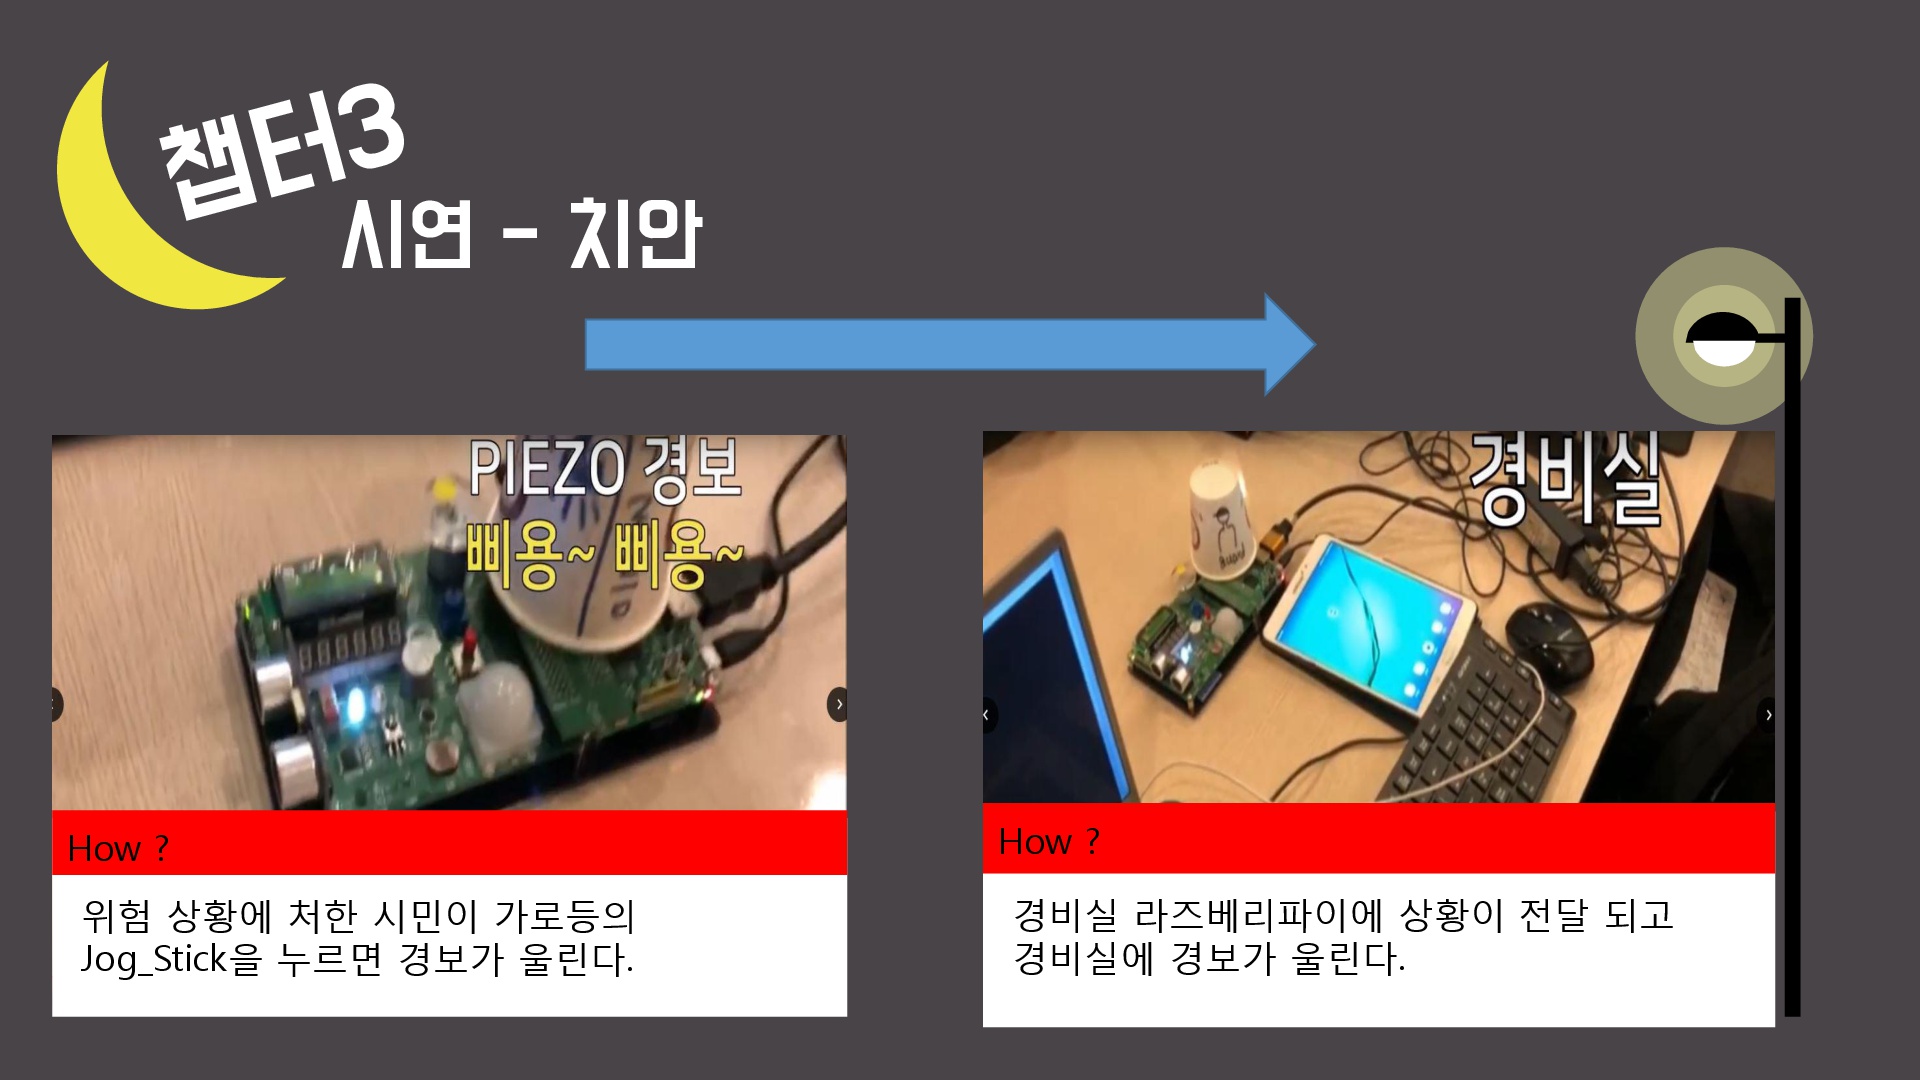 챕터3
시연 - 치안
PIEZO 경보
삐용~ 삐용~
How ?
위험 상황에 처한 시민이 가로등의
Jog_Stick을 누르면 경보가 울린다.
경비실
How ?
경비실 라즈베리파이에 상황이 전달 되고
경비실에 경보가 울린다.